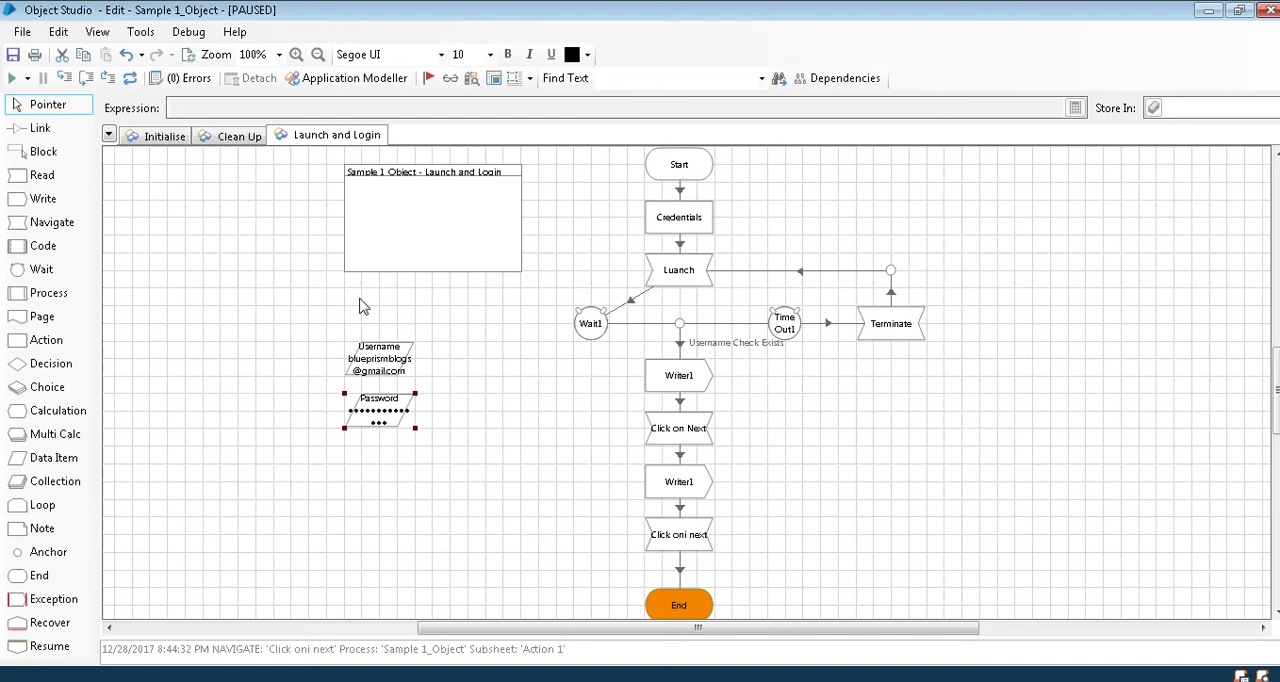 Object Studio - Edit - Sample 1_Object - [PAUSED]
File Edit View Tools Debug Help
Zoom 100% Segoe UI 10 B I U
(0) Errors Detach Application Modeller Find Text Dependencies
Pointer Expression: Store In:
Link Initialise Clean Up Launch and Login
Block
Read
Write
Navigate
Code
Wait
Process
Page
Action
Decision
Choice
Calculation
Multi Calc
Data Item
Collection
Loop
Note
Anchor
End
Exception
Recover
Resume
Sample 1 Object - Launch and Login
Username
blueprismblogs
@gmail.com
Password
Start
Credentials
Luanch
Wait1
Time
Out1
Terminate
Username Check Exists
Writer1
Click on Next
Writer1
Click oni next
End
12/28/2017 8:44:32 PM NAVIGATE: 'Click oni next' Process: 'Sample 1_Object' Subsheet: 'Action 1'